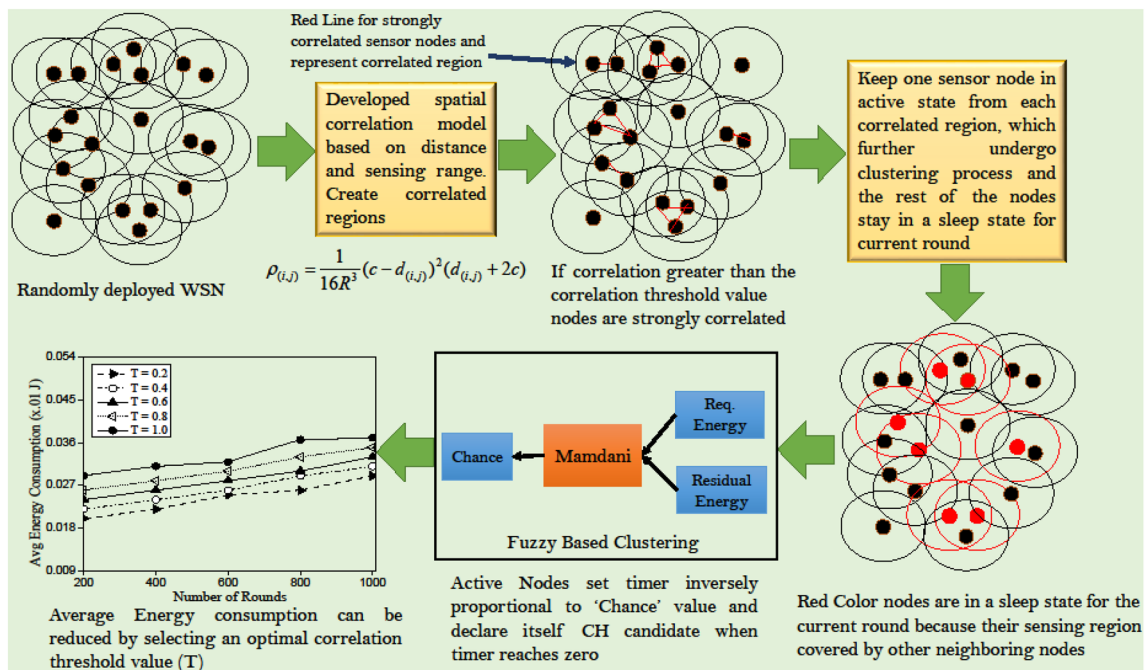 Red Line for strongly
correlated sensor nodes and
represent correlated region
Developed spatial
correlation model
based on distance
and sensing range.
Create correlated
regions
Keep one sensor node in
active state from each
correlated region, which
further undergo
clustering process and
the rest of the nodes
stay in a sleep state for
current round
Randomly deployed WSN
ρ(i,j) = 1/16R³ (c − d(i,j))² (d(i,j) + 2c)
If correlation greater than the
correlation threshold value
nodes are strongly correlated
0.054
0.045
0.036
0.027
0.018
0.009
Avg Energy Consumption (x.01 J)
T = 0.2
T = 0.4
T = 0.6
T = 0.8
T = 1.0
200 400 600 800 1000
Number of Rounds
Average Energy consumption can be
reduced by selecting an optimal correlation
threshold value (T)
Chance
Mamdani
Req.
Energy
Residual
Energy
Fuzzy Based Clustering
Active Nodes set timer inversely
proportional to ‘Chance’ value and
declare itself CH candidate when
timer reaches zero
Red Color nodes are in a sleep state for the
current round because their sensing region
covered by other neighboring nodes